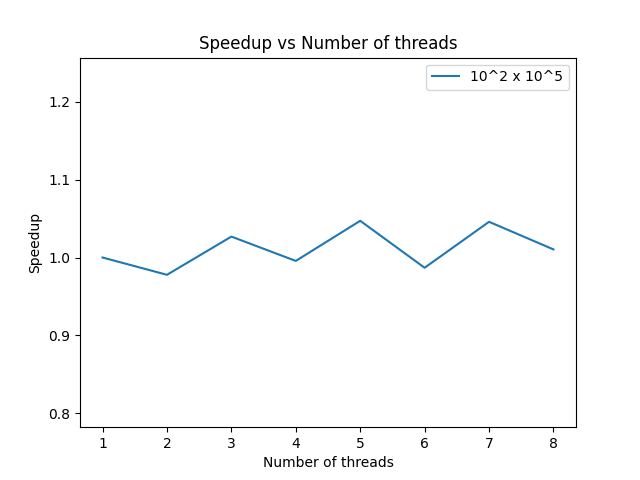 Speedup vs Number of threads
10^2 x 10^5
1.2
1.1
1.0
0.9
0.8
Speedup
1 2 3 4 5 6 7 8
Number of threads